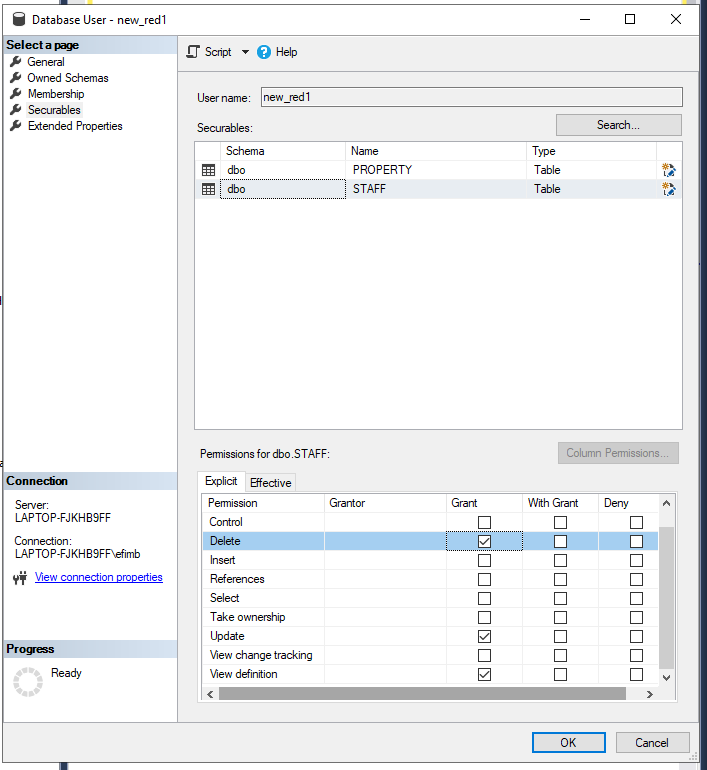 Database User - new_red1
Select a page
General
Owned Schemas
Membership
Securables
Extended Properties
Connection
Server:
LAPTOP-FJKHB9FF
Connection:
LAPTOP-FJKHB9FF\efimb
View connection properties
Progress
Ready
Script Help
User name: new_red1
Securables: Search...
Schema Name Type
dbo PROPERTY Table
dbo STAFF Table
Permissions for dbo.STAFF: Column Permissions...
Explicit Effective
Permission Grantor Grant With Grant Deny
Control
Delete
Insert
References
Select
Take ownership
Update
View change tracking
View definition
OK Cancel